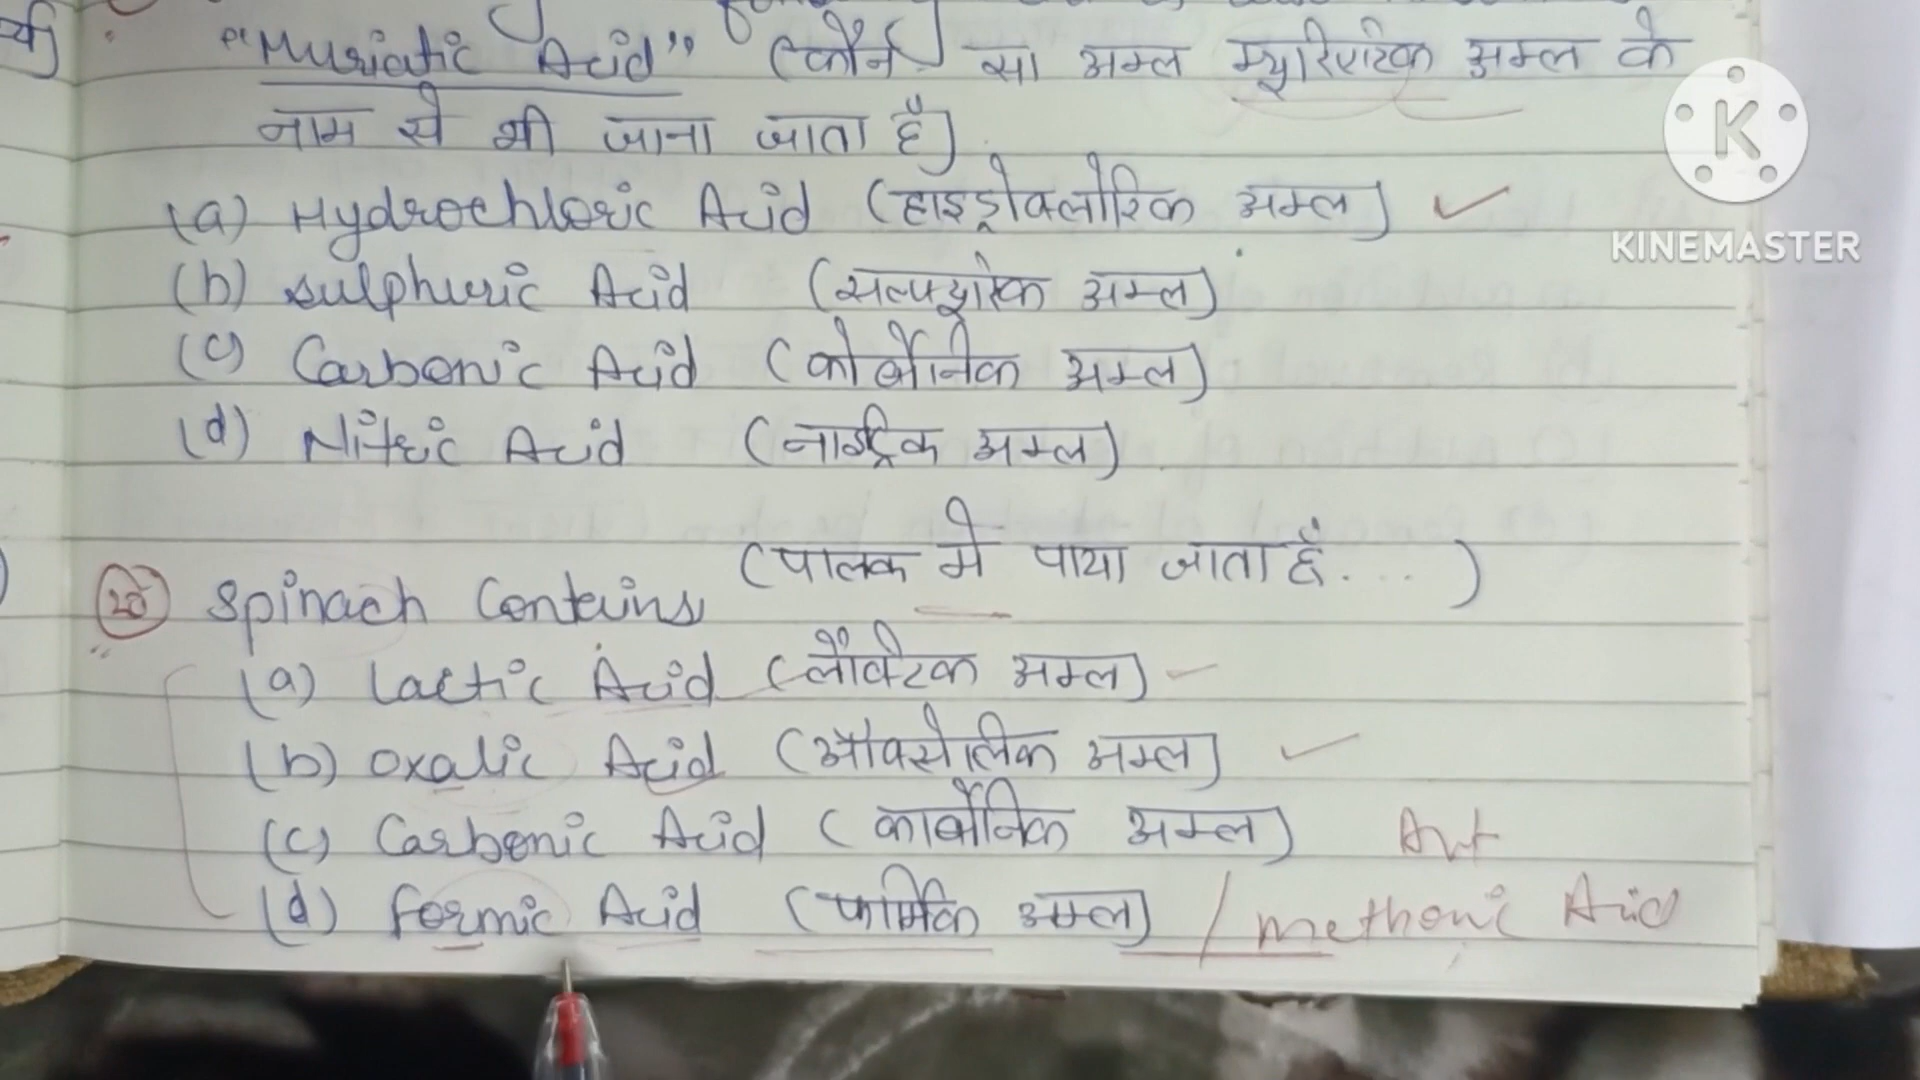 "Muriatic Acid" (कौन सा अम्ल म्यूरिएटिक अम्ल के
नाम से भी जाना जाता है)
(a) Hydrochloric Acid (हाइड्रोक्लोरिक अम्ल) ✓
KINEMASTER
(b) Sulphuric Acid (सल्फ्यूरिक अम्ल)
(c) Carbonic Acid (कार्बोनिक अम्ल)
(d) Nitric Acid (नाइट्रिक अम्ल)
(पालक में पाया जाता है....)
Spinach Contains
(a) Lactic Acid (लैक्टिक अम्ल)
(b) Oxalic Acid (ऑक्सेलिक अम्ल) ✓
(c) Carbonic Acid (कार्बोनिक अम्ल) Ant
(d) Formic Acid (फॉर्मिक अम्ल) / methonic Acid